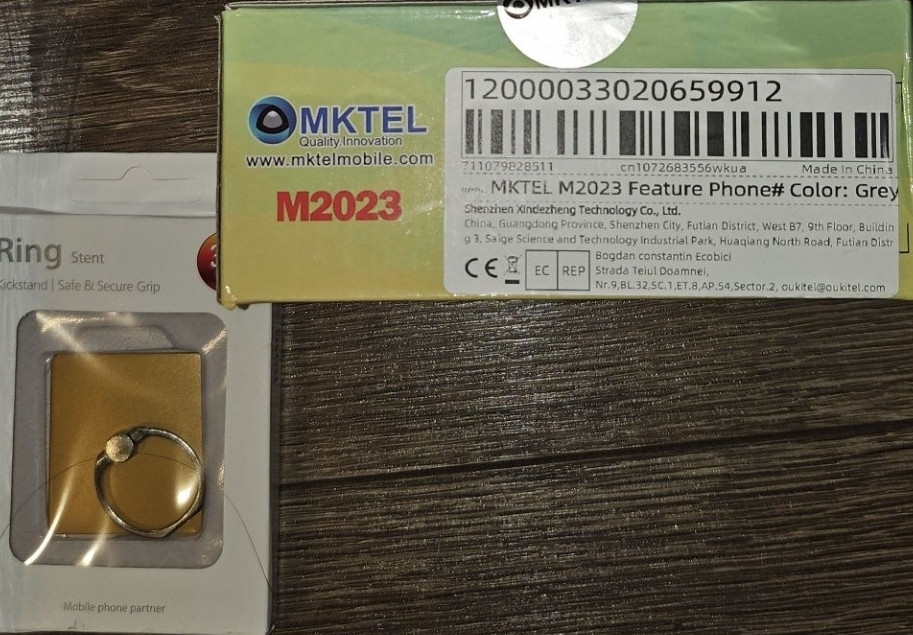 MKTEL
MKTEL
Quality.Innovation
www.mktelmobile.com
M2023
12000033020659912
711079828511 cn1072683556wkua Made In China
MKTEL M2023 Feature Phone# Color: Grey
Shenzhen Xindezheng Technology Co., Ltd.
China, Guangdong Province, Shenzhen City, Futian District, West B7, 9th Floor, Buildin
g 3, Saige Science and Technology Industrial Park, Huaqiang North Road, Futian Distr
CE EC REP
Bogdan constantin Ecobici
Strada Teiul Doamnei,
Nr.9,BL.32,SC.1,ET.8,AP.54,Sector.2, oukitel@oukitel.com
Ring Stent
Kickstand | Safe & Secure Grip
3
Mobile phone partner